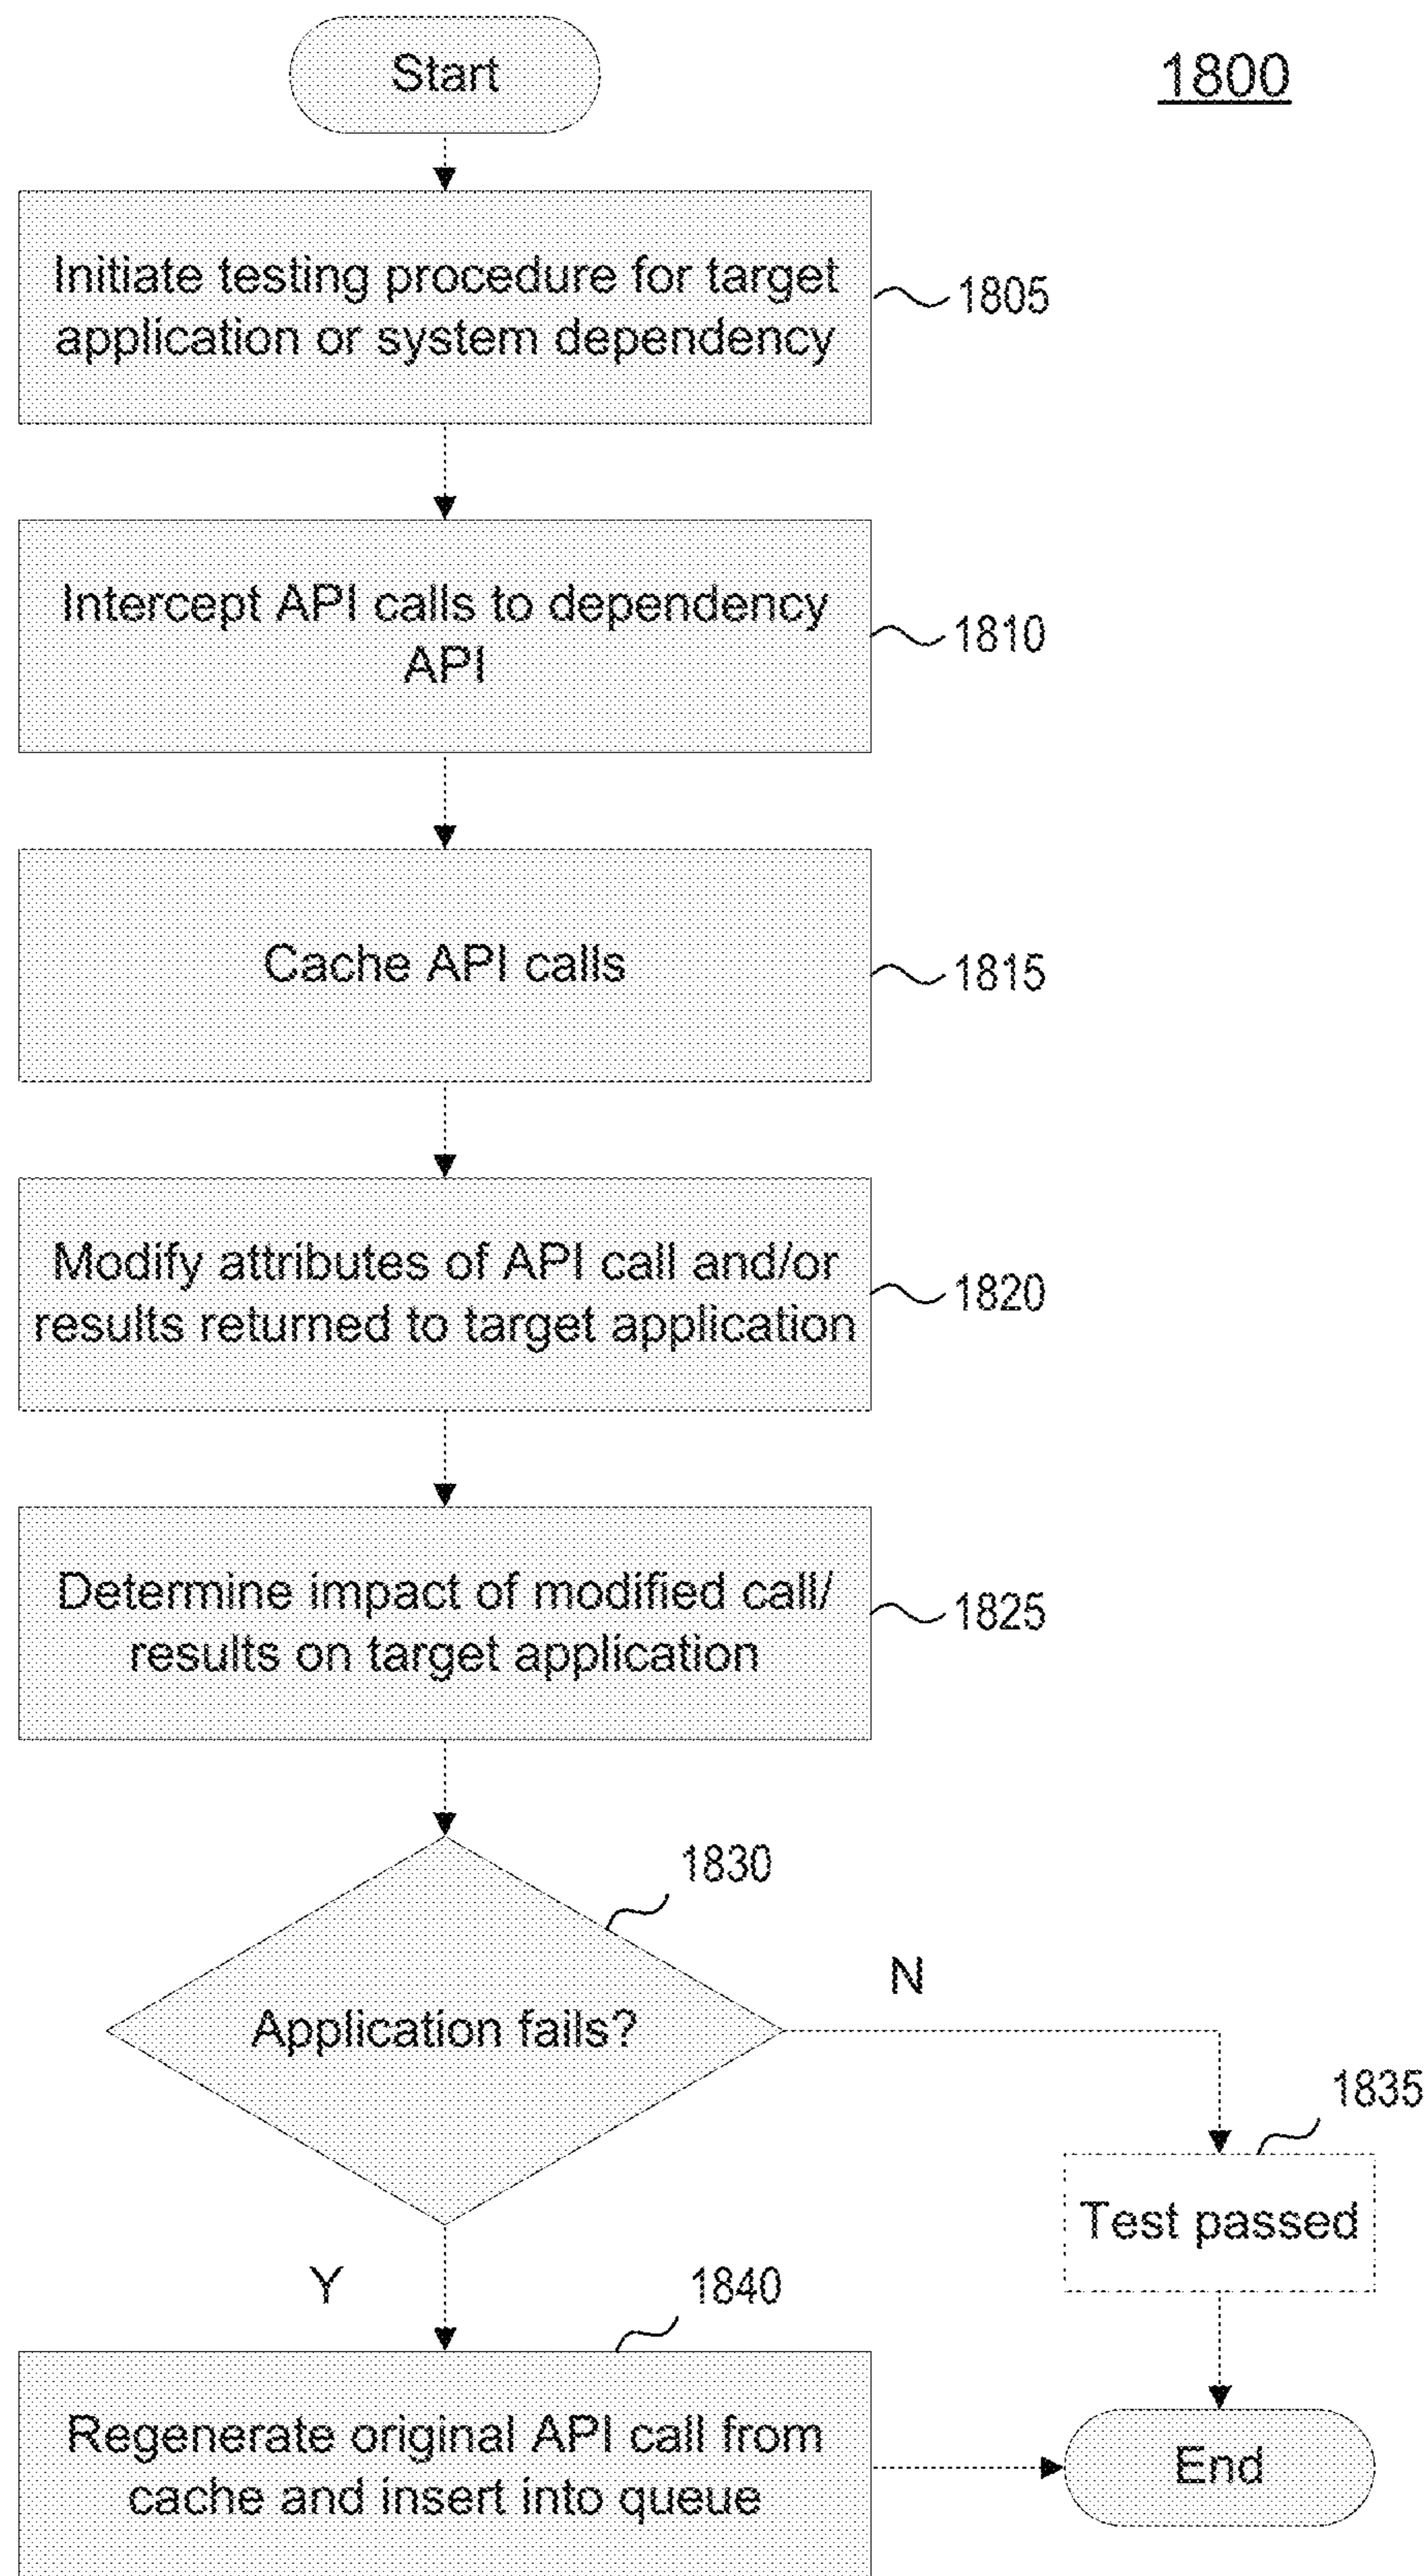 Start
1800
Initiate testing procedure for target
application or system dependency
1805
Intercept API calls to dependency
API
1810
Cache API calls
1815
Modify attributes of API call and/or
results returned to target application
1820
Determine impact of modified call/
results on target application
1825
1830
Application fails?
N
1835
Test passed
Y
1840
Regenerate original API call from
cache and insert into queue
End